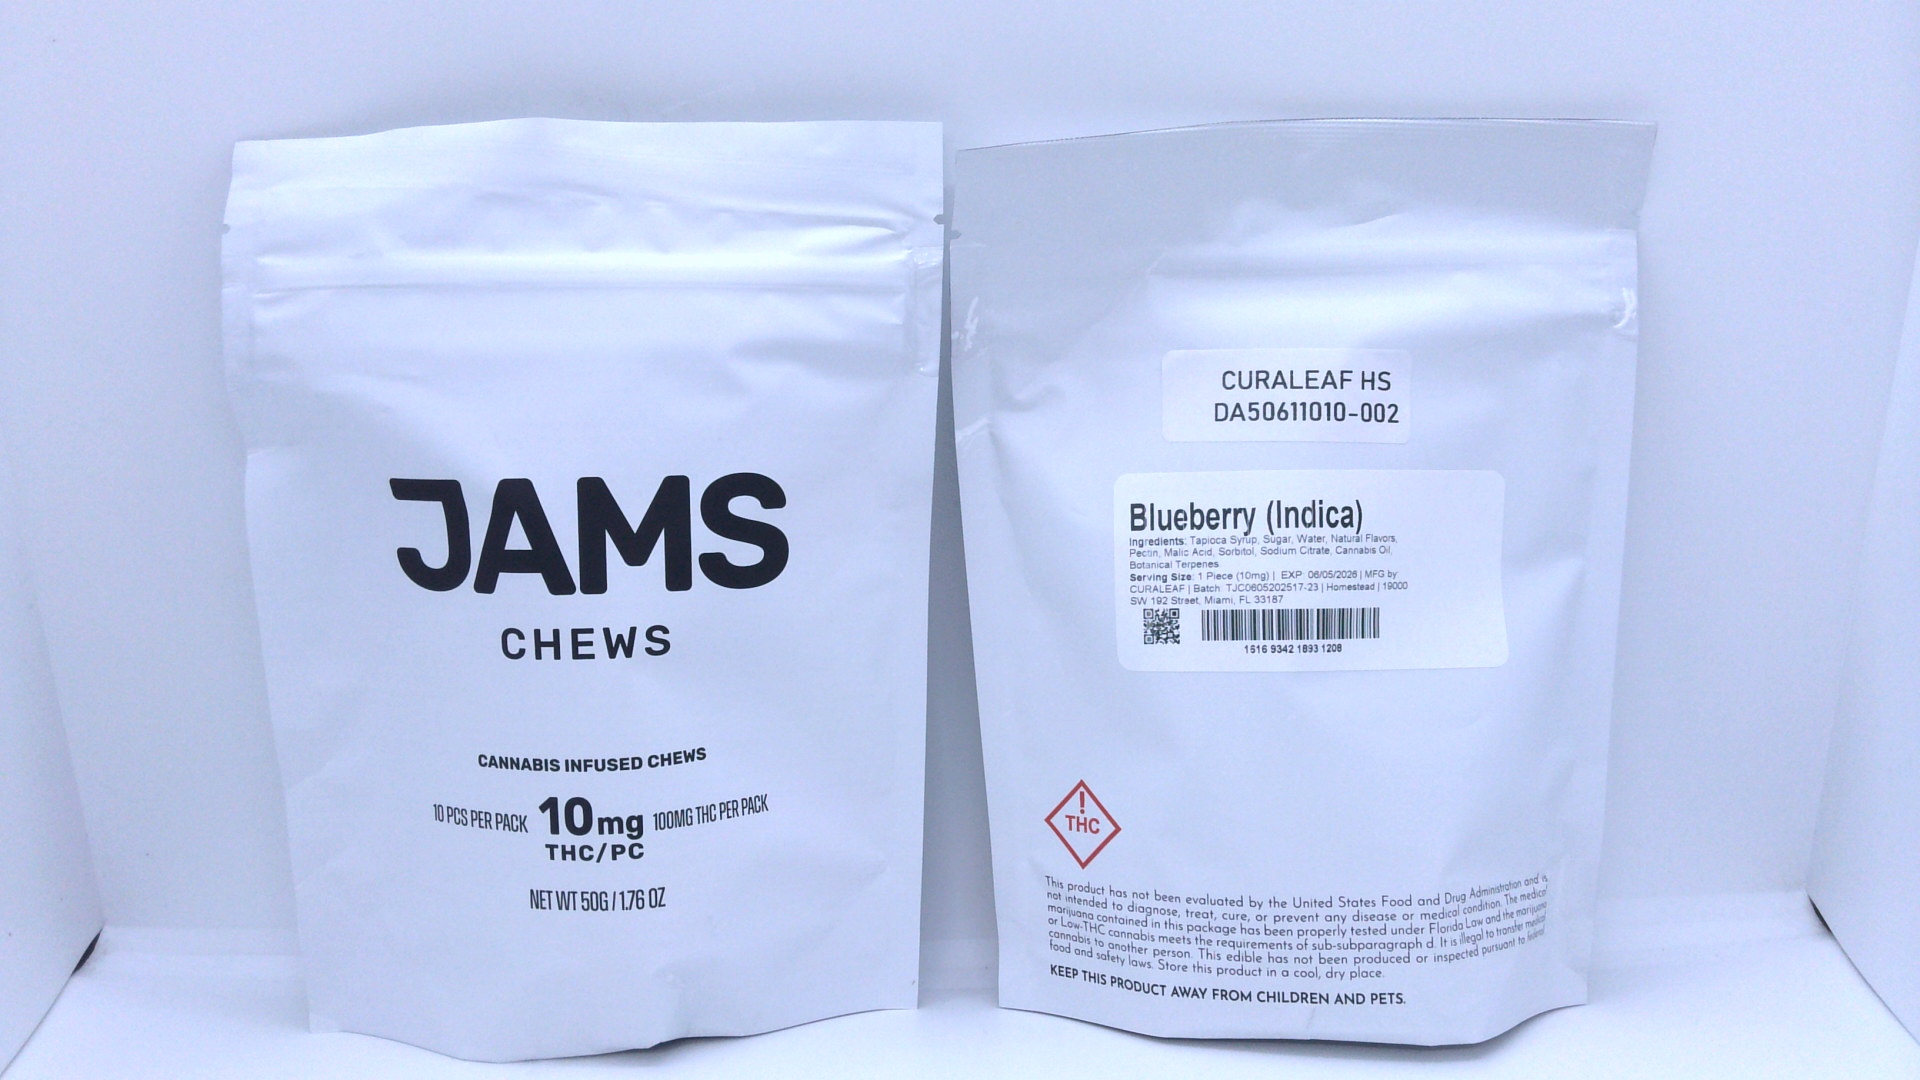 JAMS
CHEWS
CANNABIS INFUSED CHEWS
10 PCS PER PACK 10mg 100MG THC PER PACK
THC/PC
NET WT 50G / 1.76 OZ
CURALEAF HS
DA50611010-002
Blueberry (Indica)
Ingredients: Tapioca Syrup, Sugar, Water, Natural Flavors,
Pectin, Malic Acid, Sorbitol, Sodium Citrate, Cannabis Oil,
Botanical Terpenes
Serving Size: 1 Piece (10mg) | EXP: 06/05/2026 | MFG by:
CURALEAF | Batch: TJC0605202517-23 | Homestead | 19000
SW 192 Street, Miami, FL 33187
1516 9342 1893 1208
!
THC
This product has not been evaluated by the United States Food and Drug Administration and is
not intended to diagnose, treat, cure, or prevent any disease or medical condition. The medical
marijuana contained in this package has been properly tested under Florida Law and the marijuana
or Low-THC cannabis meets the requirements of sub-subparagraph d. It is illegal to transfer medical
cannabis to another person. This edible has not been produced or inspected pursuant to federal
food and safety laws. Store this product in a cool, dry place.
KEEP THIS PRODUCT AWAY FROM CHILDREN AND PETS.